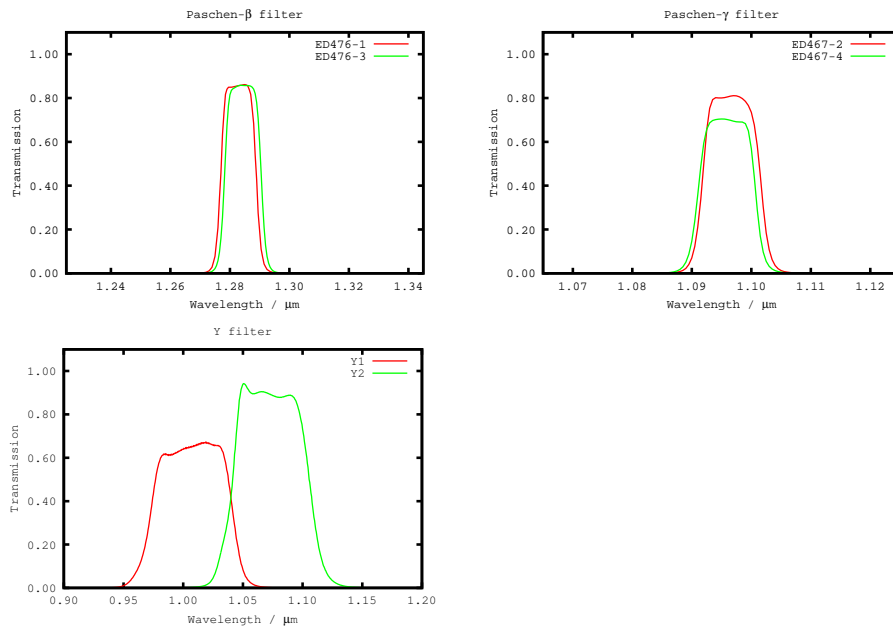 Paschen-β filter
ED476-1
ED476-3
Transmission
1.00
0.80
0.60
0.40
0.20
0.00
1.24 1.26 1.28 1.30 1.32 1.34
Wavelength / μm
Paschen-γ filter
ED467-2
ED467-4
Transmission
1.00
0.80
0.60
0.40
0.20
0.00
1.07 1.08 1.09 1.10 1.11 1.12
Wavelength / μm
Y filter
Y1
Y2
Transmission
1.00
0.80
0.60
0.40
0.20
0.00
0.90 0.95 1.00 1.05 1.10 1.15 1.20
Wavelength / μm